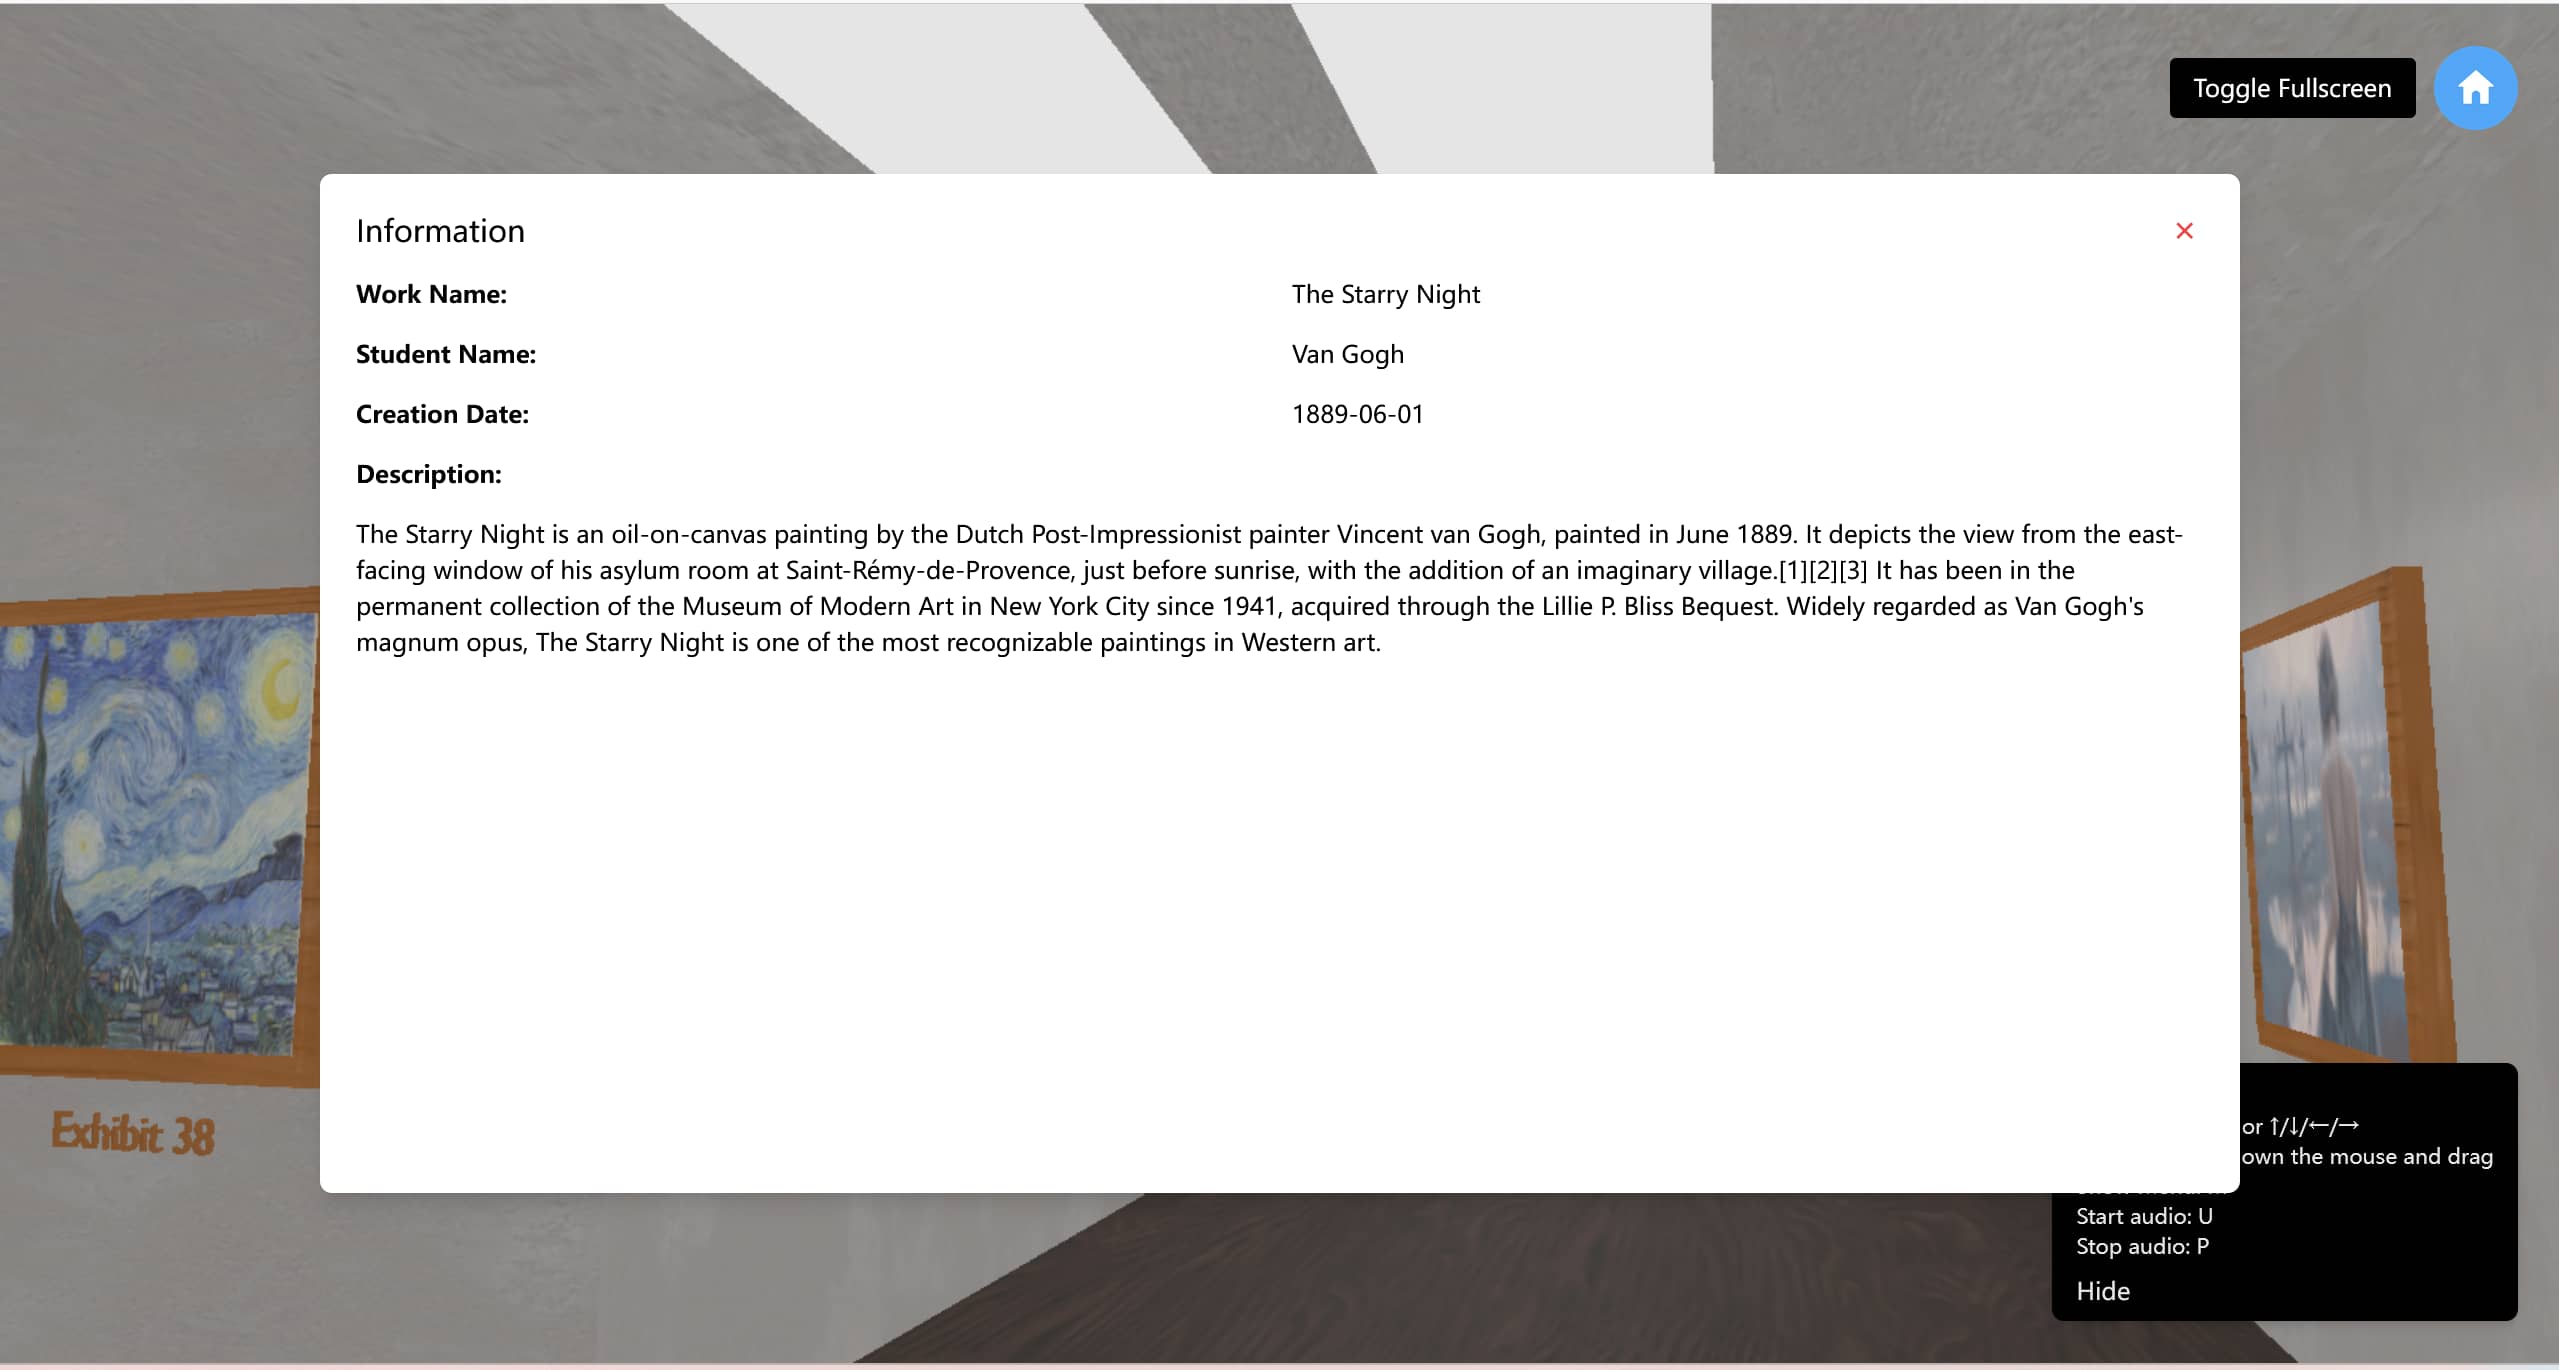 Toggle Fullscreen
Information
Work Name: The Starry Night
Student Name: Van Gogh
Creation Date: 1889-06-01
Description:
The Starry Night is an oil-on-canvas painting by the Dutch Post-Impressionist painter Vincent van Gogh, painted in June 1889. It depicts the view from the east-
facing window of his asylum room at Saint-Rémy-de-Provence, just before sunrise, with the addition of an imaginary village.[1][2][3] It has been in the
permanent collection of the Museum of Modern Art in New York City since 1941, acquired through the Lillie P. Bliss Bequest. Widely regarded as Van Gogh's
magnum opus, The Starry Night is one of the most recognizable paintings in Western art.
Exhibit 38
or ↑/↓/←/→
own the mouse and drag
Start audio: U
Stop audio: P
Hide